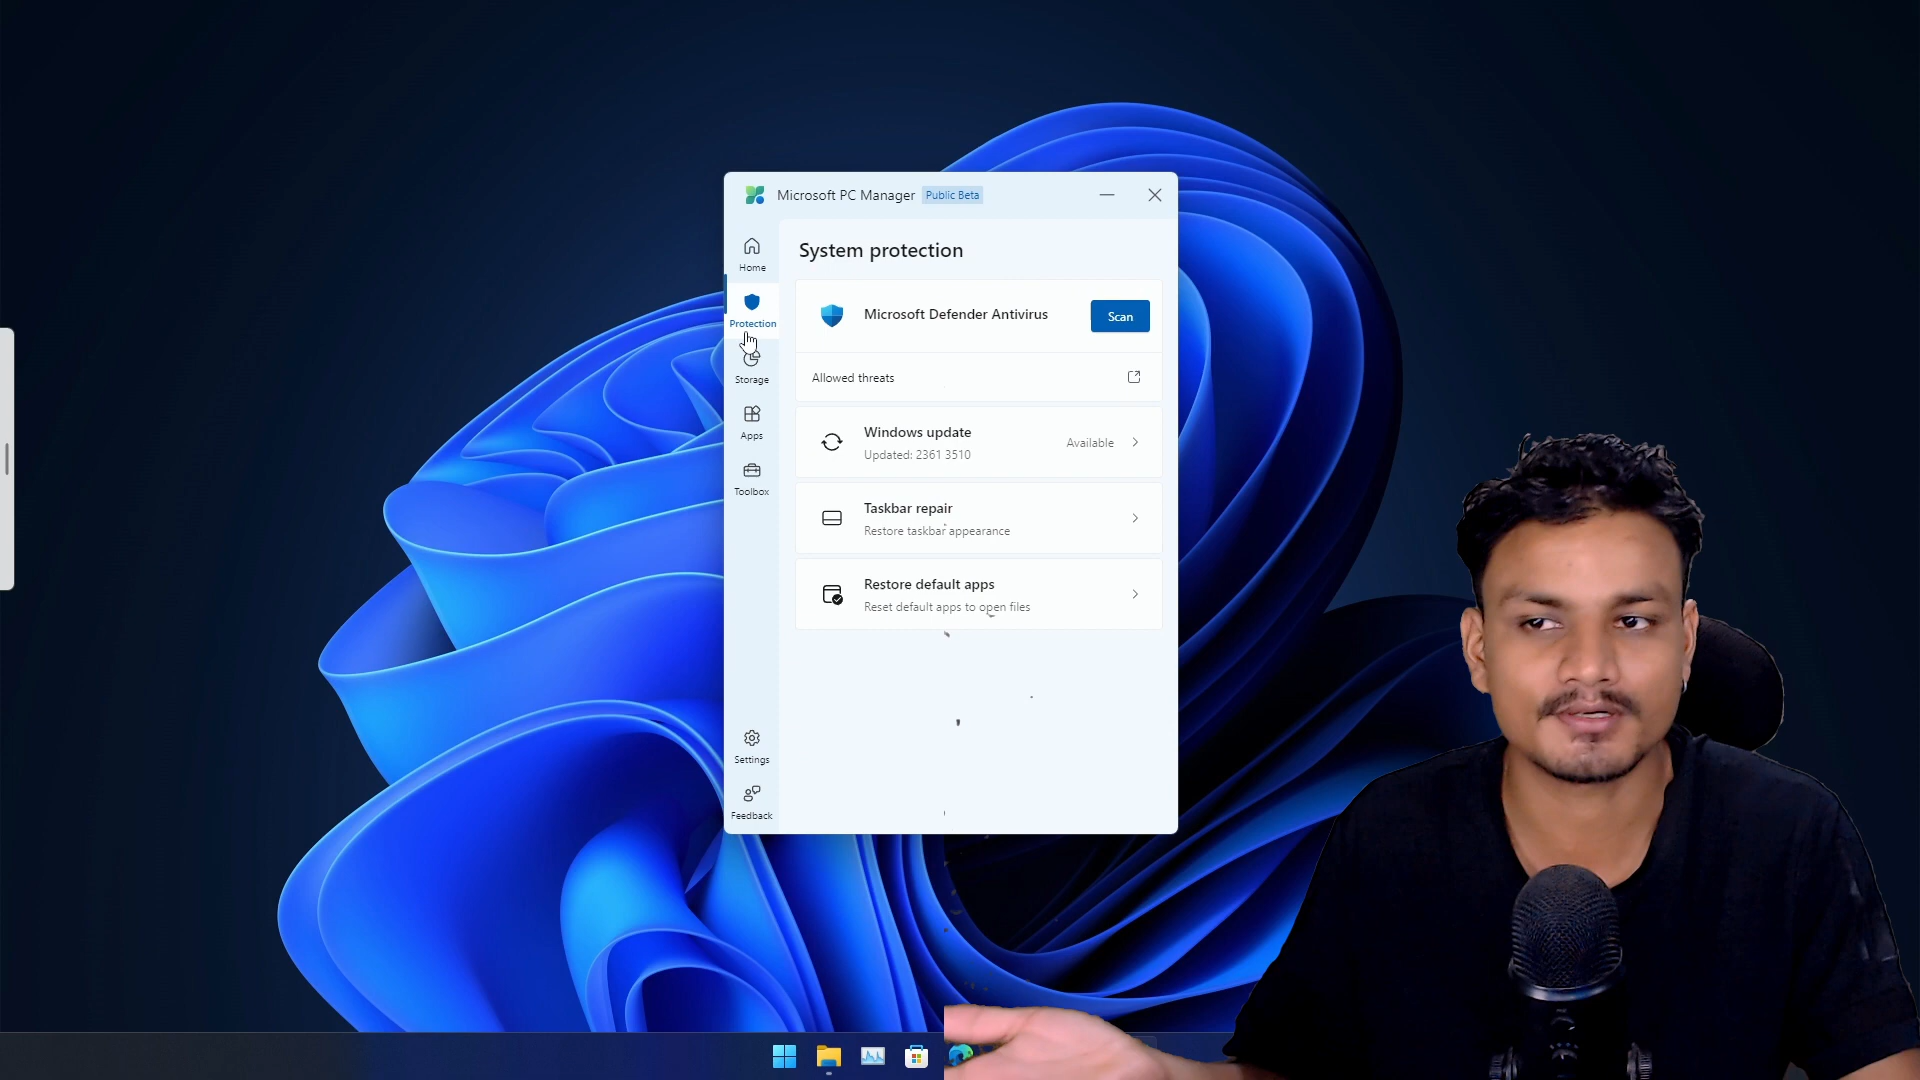 Microsoft PC Manager Public Beta
Home
Protection
Storage
Apps
Toolbox
Settings
Feedback
System protection
Microsoft Defender Antivirus
Scan
Allowed threats
Windows update
Available
Updated: 2361 3510
Taskbar repair
Restore taskbar appearance
Restore default apps
Reset default apps to open files